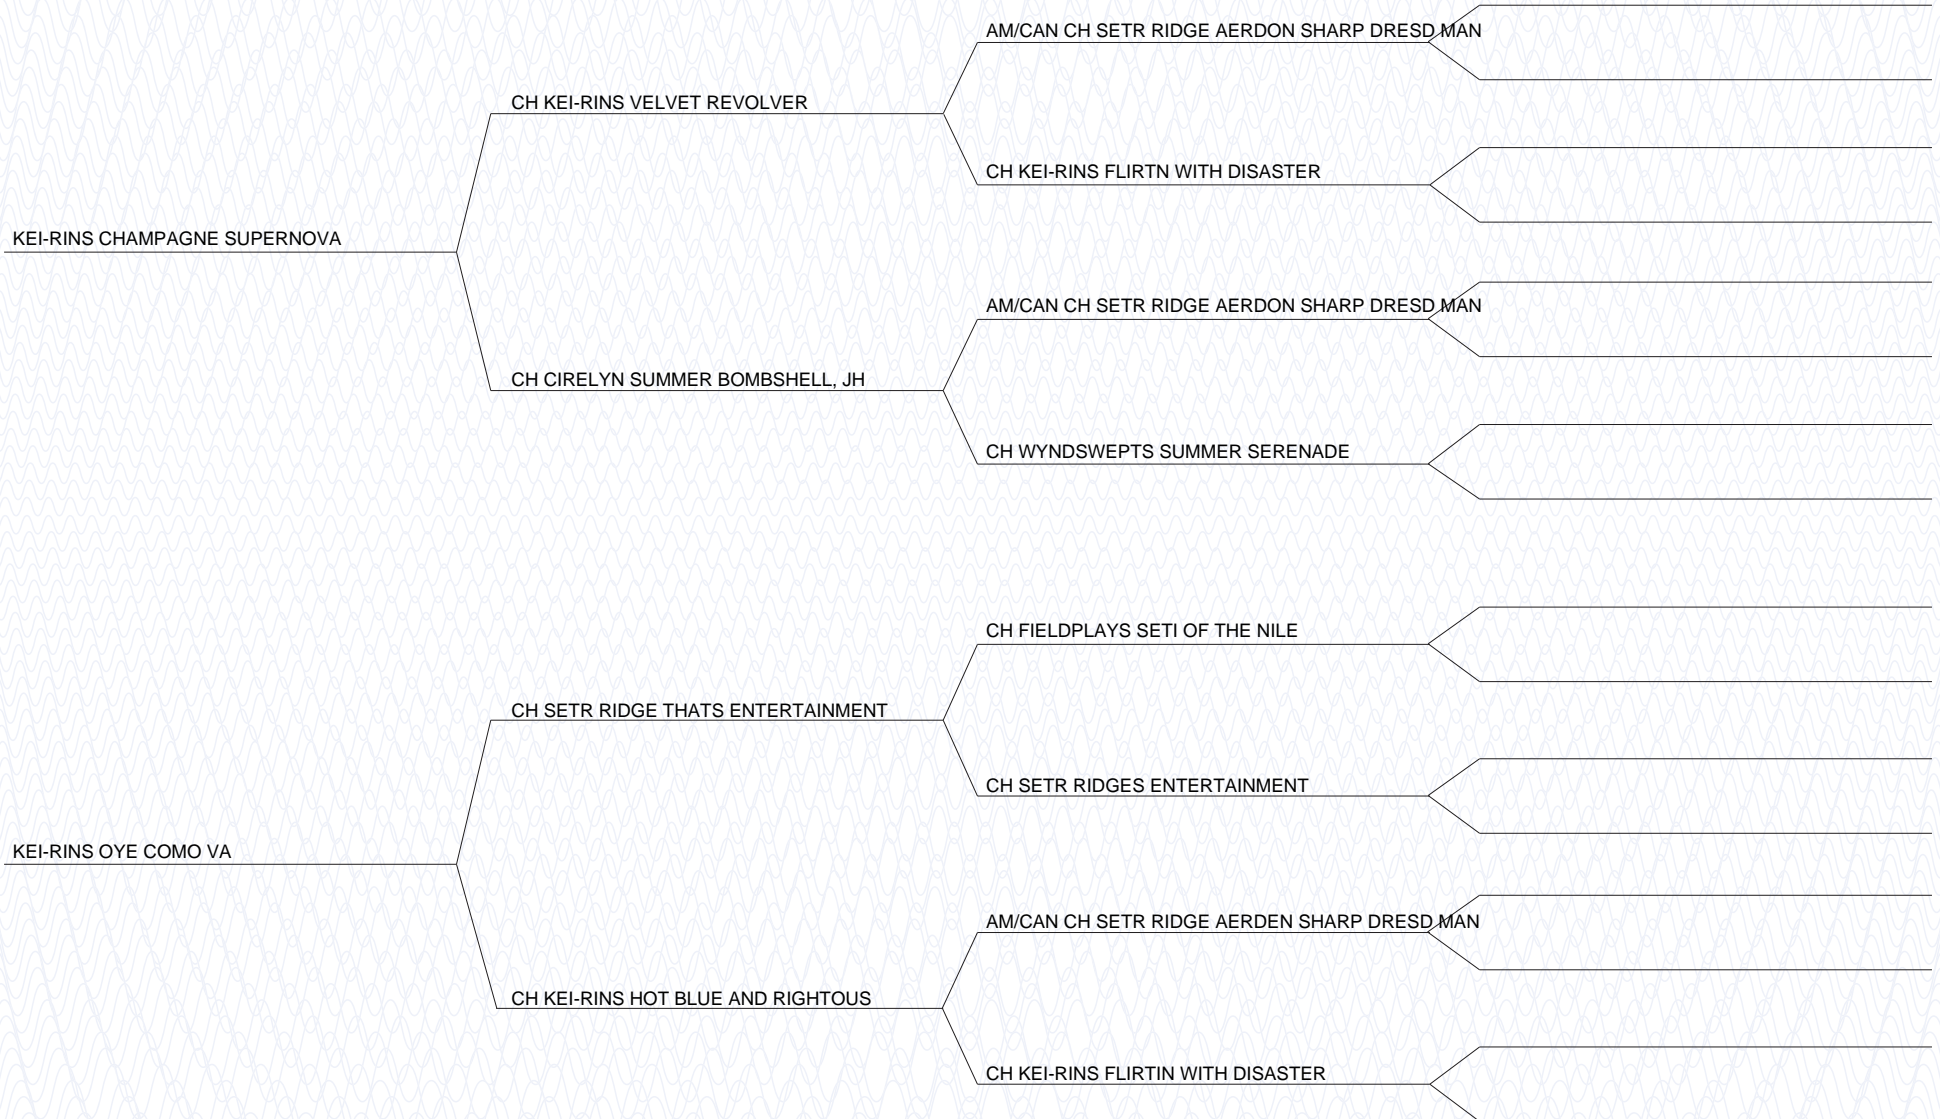 AM/CAN CH SETR RIDGE AERDON SHARP DRESD MAN
CH KEI-RINS VELVET REVOLVER
CH KEI-RINS FLIRTN WITH DISASTER
KEI-RINS CHAMPAGNE SUPERNOVA
AM/CAN CH SETR RIDGE AERDON SHARP DRESD MAN
CH CIRELYN SUMMER BOMBSHELL, JH
CH WYNDSWEPTS SUMMER SERENADE
CH FIELDPLAYS SETI OF THE NILE
CH SETR RIDGE THATS ENTERTAINMENT
CH SETR RIDGES ENTERTAINMENT
KEI-RINS OYE COMO VA
AM/CAN CH SETR RIDGE AERDEN SHARP DRESD MAN
CH KEI-RINS HOT BLUE AND RIGHTOUS
CH KEI-RINS FLIRTIN WITH DISASTER